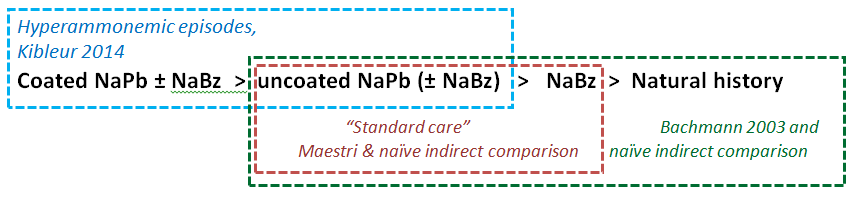 Hyperammonemic episodes,
Kibleur 2014
Coated NaPb ± NaBz > uncoated NaPb (± NaBz) > NaBz > Natural history
“Standard care” Bachmann 2003 and
Maestri & naïve indirect comparison naïve indirect comparison